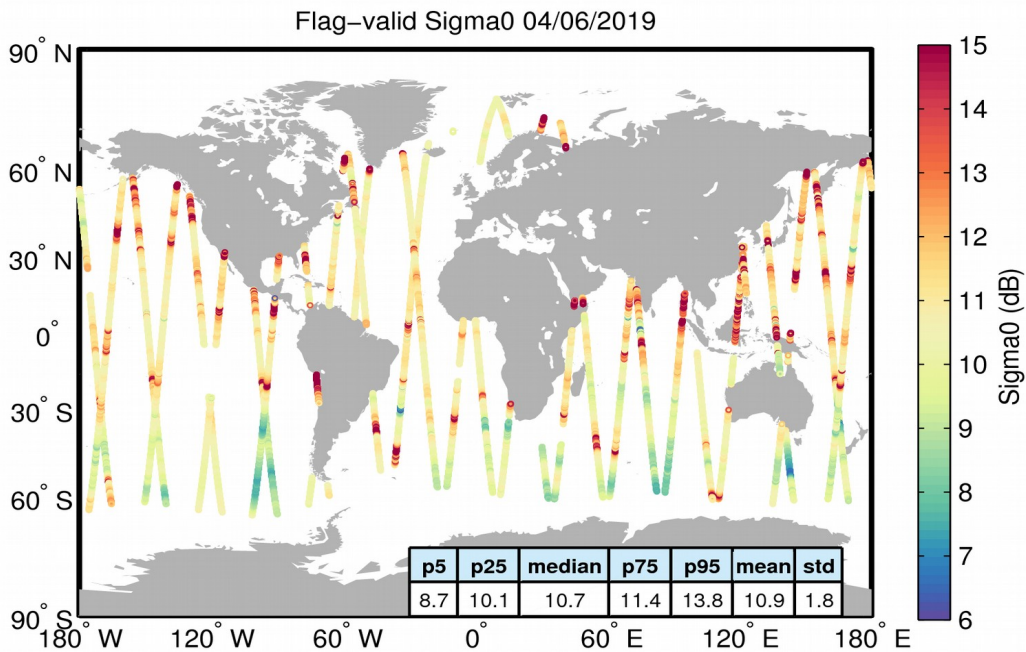 Flag−valid Sigma0 04/06/2019
90° N
60° N
30° N
0°
30° S
60° S
90° S
180° W
120° W
60° W
0°
60° E
120° E
180° E
p5 p25 median p75 p95 mean std
8.7 10.1 10.7 11.4 13.8 10.9 1.8
15
14
13
12
11
10
9
8
7
6
Sigma0 (dB)